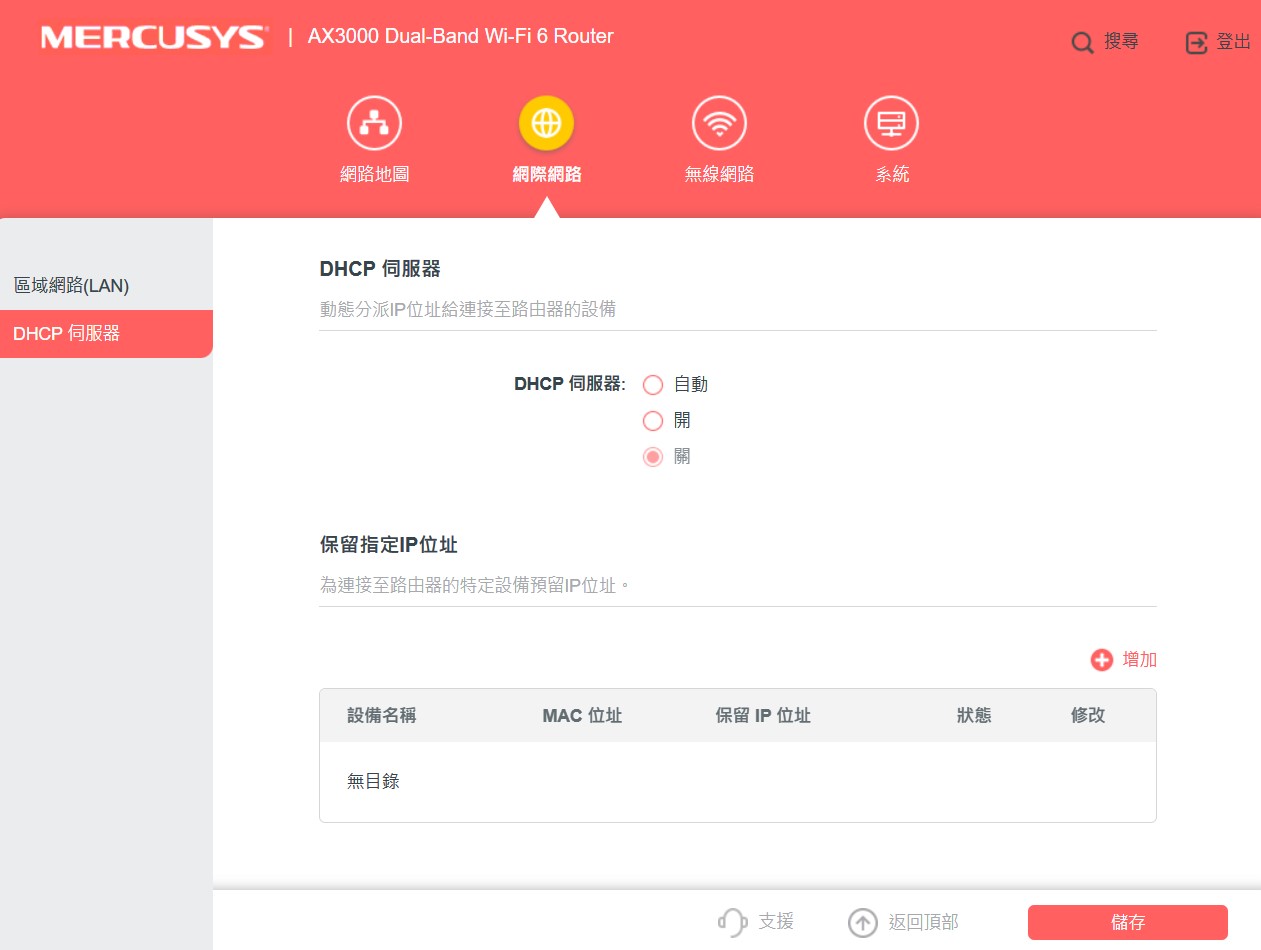 MERCUSYS | AX3000 Dual-Band Wi-Fi 6 Router
搜尋 登出
網路地圖 網際網路 無線網路 系統
區域網路(LAN)
DHCP 伺服器
DHCP 伺服器
動態分派IP位址給連接至路由器的設備
DHCP 伺服器: 自動
開
關
保留指定IP位址
為連接至路由器的特定設備預留IP位址。
增加
設備名稱 MAC 位址 保留 IP 位址 狀態 修改
無目錄
支援 返回頂部 儲存